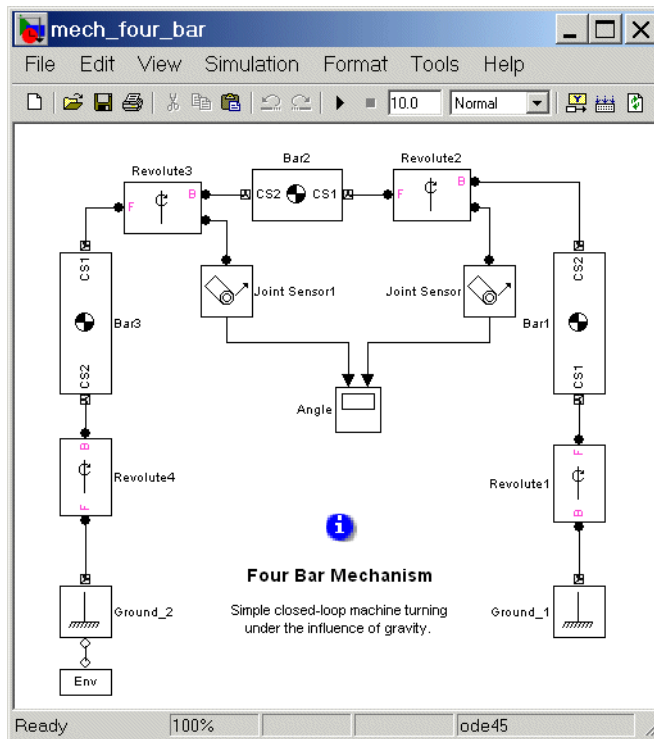 mech_four_bar
File Edit View Simulation Format Tools Help
10.0 Normal
Bar2
Revolute2
Revolute3
B
CS2 CS1
F
B
F
CS1
CS2
Joint Sensor1
Joint Sensor
Bar3
Bar1
CS2
CS1
Angle
B
F
Revolute4
Revolute1
F
B
i
Four Bar Mechanism
Simple closed-loop machine turning
under the influence of gravity.
Ground_2
Ground_1
Env
Ready 100% ode45